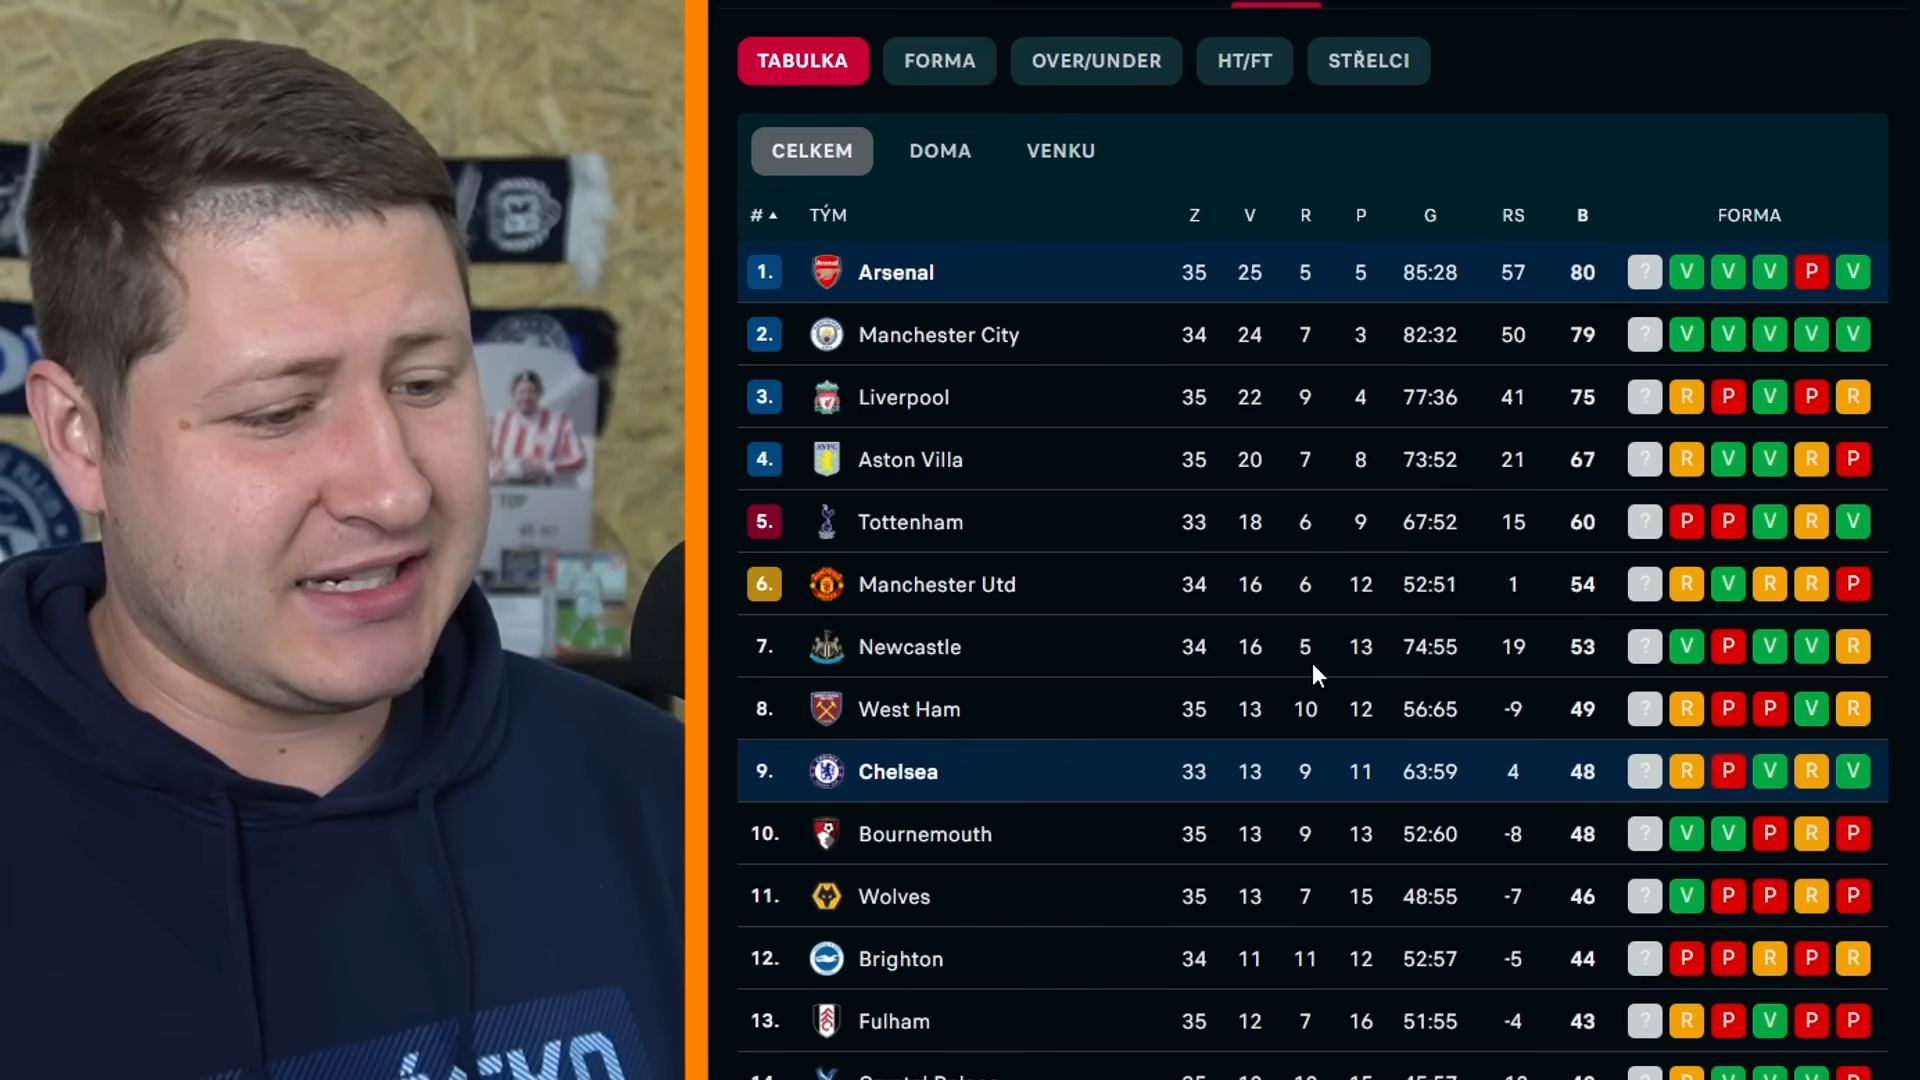 TABULKA FORMA OVER/UNDER HT/FT STŘELCI
CELKEM DOMA VENKU
# TÝM Z V R P G RS B FORMA
1. Arsenal 35 25 5 5 85:28 57 80 ? V V V P V
2. Manchester City 34 24 7 3 82:32 50 79 ? V V V V V
3. Liverpool 35 22 9 4 77:36 41 75 ? R P V P R
4. Aston Villa 35 20 7 8 73:52 21 67 ? R V V R P
5. Tottenham 33 18 6 9 67:52 15 60 ? P P V R V
6. Manchester Utd 34 16 6 12 52:51 1 54 ? R V R R P
7. Newcastle 34 16 5 13 74:55 19 53 ? V P V V R
8. West Ham 35 13 10 12 56:65 -9 49 ? R P P V R
9. Chelsea 33 13 9 11 63:59 4 48 ? R P V R V
10. Bournemouth 35 13 9 13 52:60 -8 48 ? V V P R P
11. Wolves 35 13 7 15 48:55 -7 46 ? V P P R P
12. Brighton 34 11 11 12 52:57 -5 44 ? P P R P R
13. Fulham 35 12 7 16 51:55 -4 43 ? R P V P P
TOP